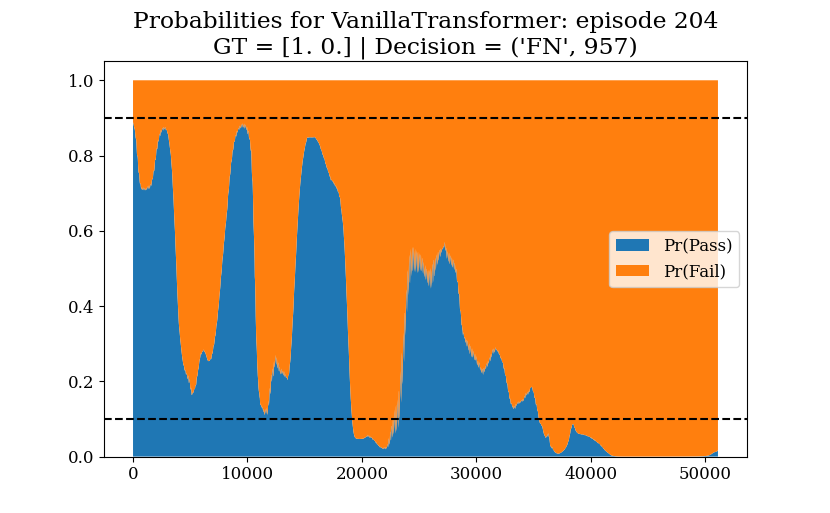 Probabilities for VanillaTransformer: episode 204
GT = [1. 0.] | Decision = ('FN', 957)
1.0
0.8
0.6
0.4
0.2
0.0
Pr(Pass)
Pr(Fail)
0 10000 20000 30000 40000 50000